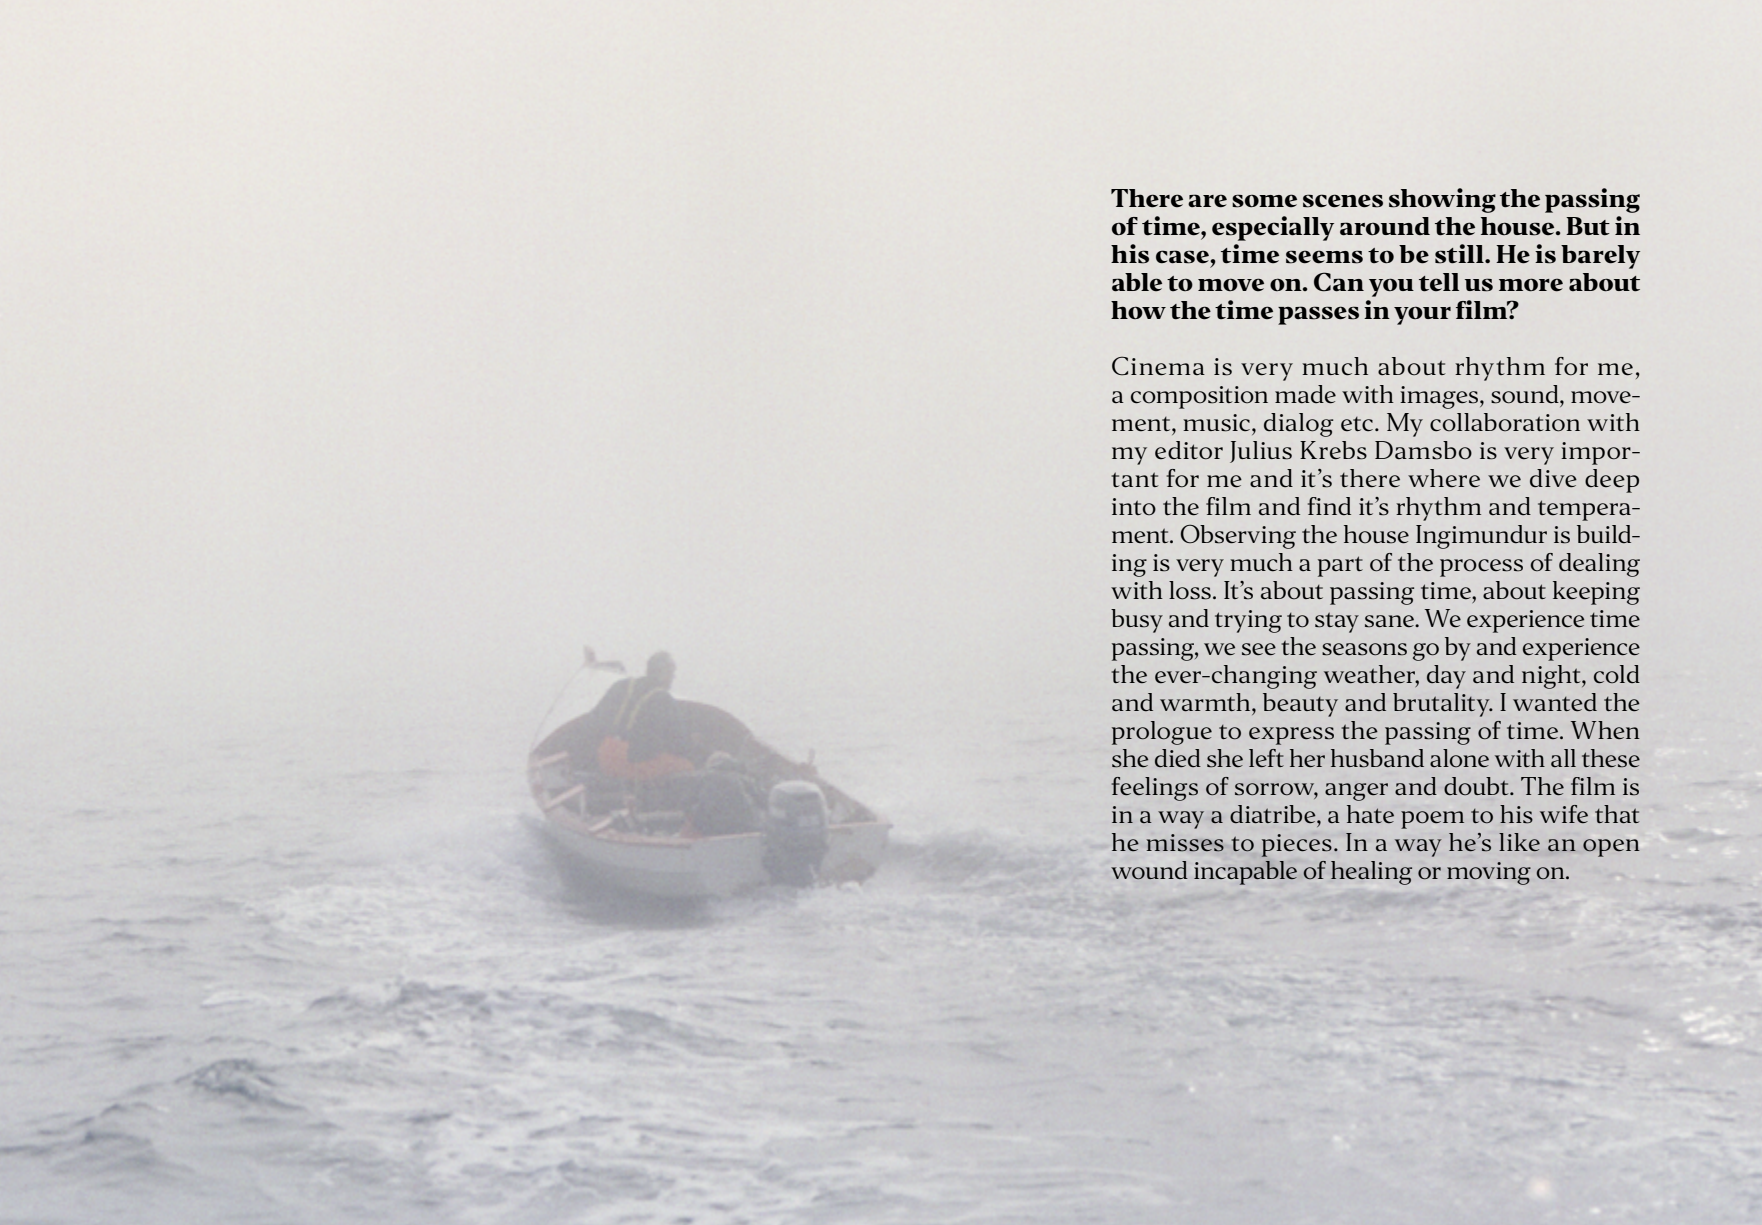 There are some scenes showing the passing
of time, especially around the house. But in
his case, time seems to be still. He is barely
able to move on. Can you tell us more about
how the time passes in your film?
Cinema is very much about rhythm for me,
a composition made with images, sound, move-
ment, music, dialog etc. My collaboration with
my editor Julius Krebs Damsbo is very impor-
tant for me and it’s there where we dive deep
into the film and find it’s rhythm and tempera-
ment. Observing the house Ingimundur is build-
ing is very much a part of the process of dealing
with loss. It’s about passing time, about keeping
busy and trying to stay sane. We experience time
passing, we see the seasons go by and experience
the ever-changing weather, day and night, cold
and warmth, beauty and brutality. I wanted the
prologue to express the passing of time. When
she died she left her husband alone with all these
feelings of sorrow, anger and doubt. The film is
in a way a diatribe, a hate poem to his wife that
he misses to pieces. In a way he’s like an open
wound incapable of healing or moving on.